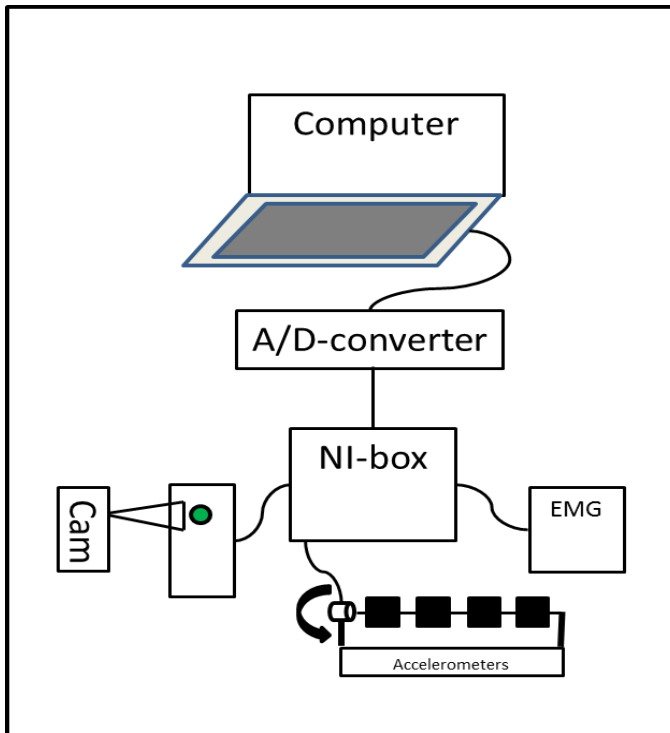 Computer
A/D-converter
NI-box
Cam
EMG
Accelerometers